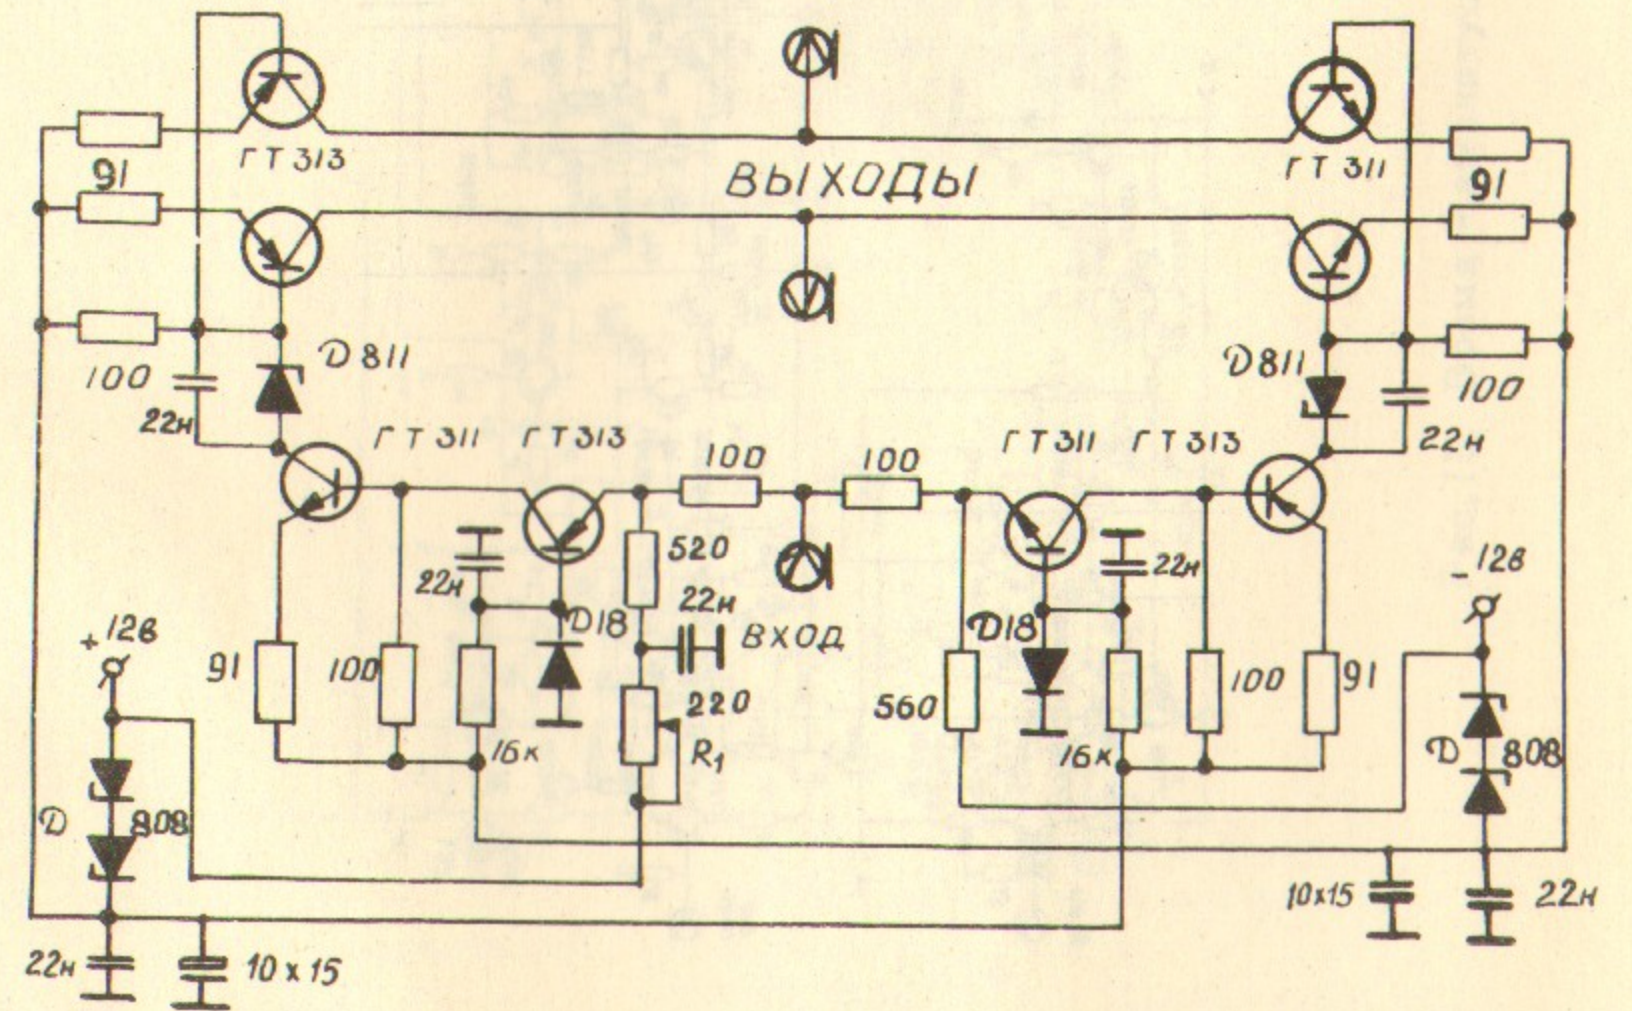 ГТ313
ГТ311
91
ВЫХОДЫ
91
100
Д811
Д811
100
22н
22н
ГТ311
ГТ313
100
100
ГТ311
ГТ313
520
22н
22н
22н
-12в
+12в
Д18
ВХОД
Д18
91
100
220
560
100
91
16к
R1
16к
Д 808
Д 808
10х15
22н
22н
10х15